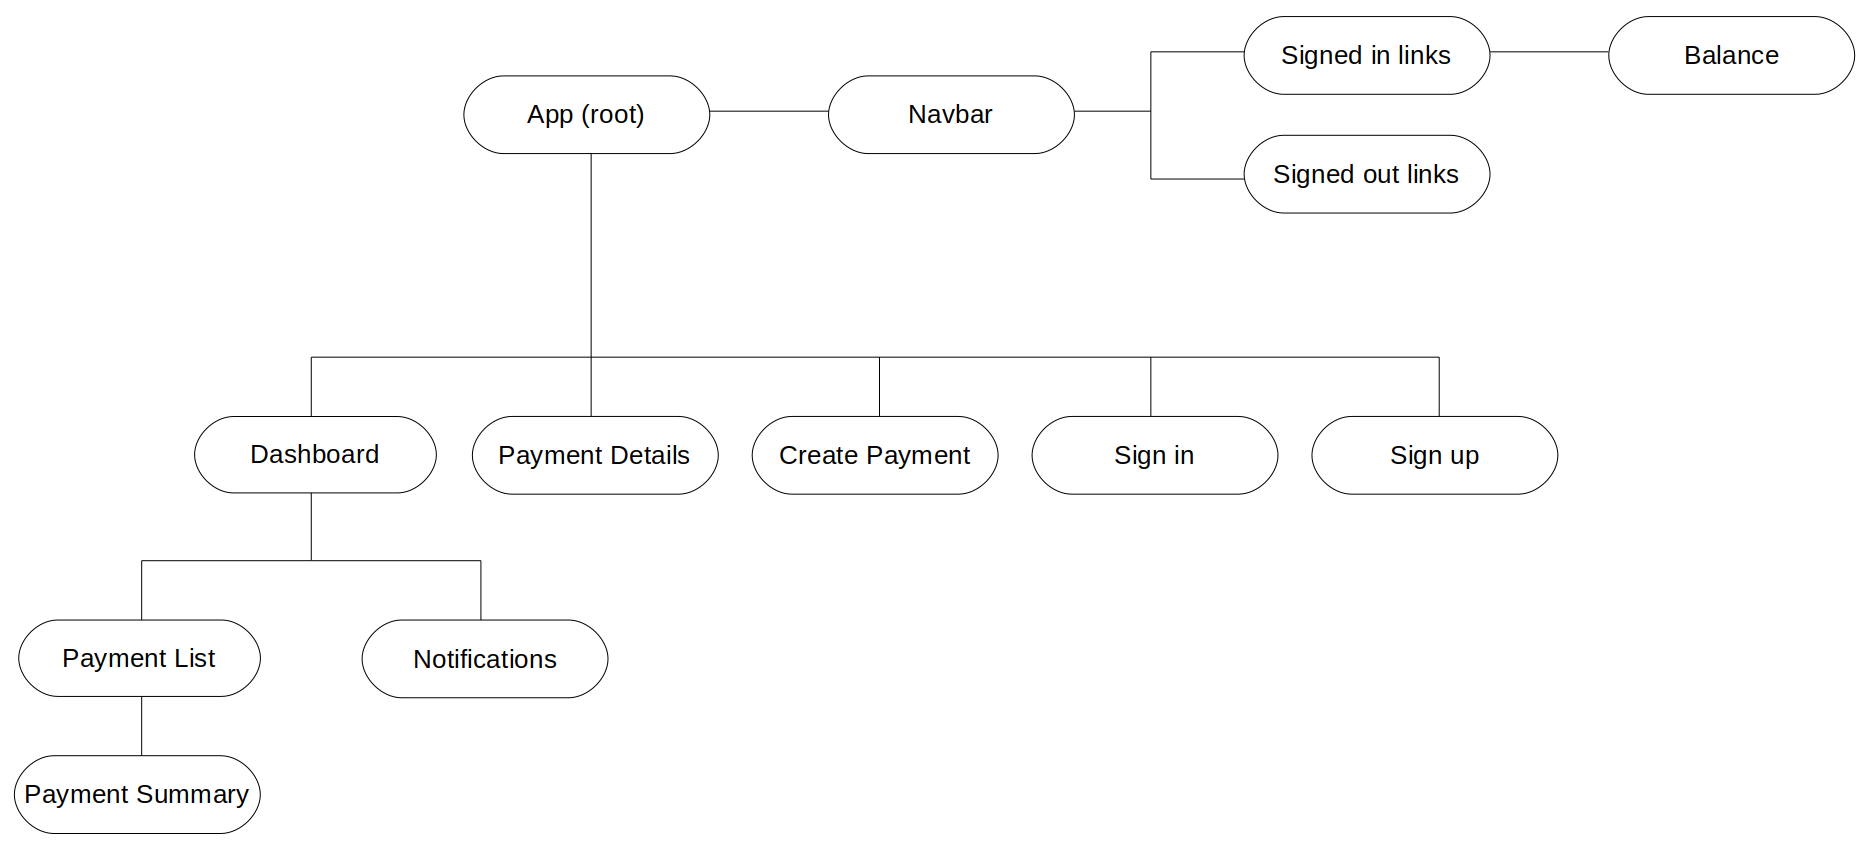 Signed in links
Balance
App (root)
Navbar
Signed out links
Dashboard
Payment Details
Create Payment
Sign in
Sign up
Payment List
Notifications
Payment Summary